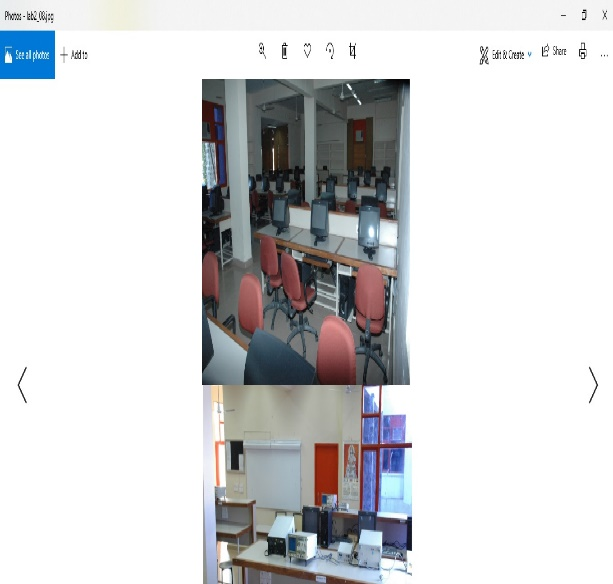 Photos - lab2_08.jpg
See all photos
Add to
Edit & Create
Share